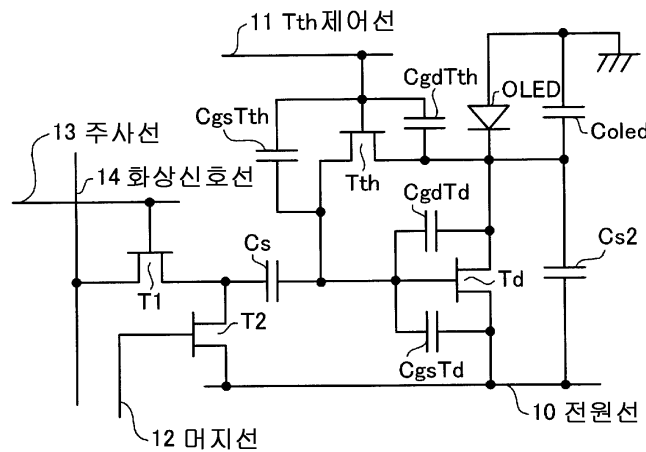 11 Tth제어선
CgdTth
OLED
CgsTth
Coled
13 주사선
Tth
14 화상신호선
CgdTd
Cs
Cs2
T1
Td
T2
CgsTd
10 전원선
12 머지선